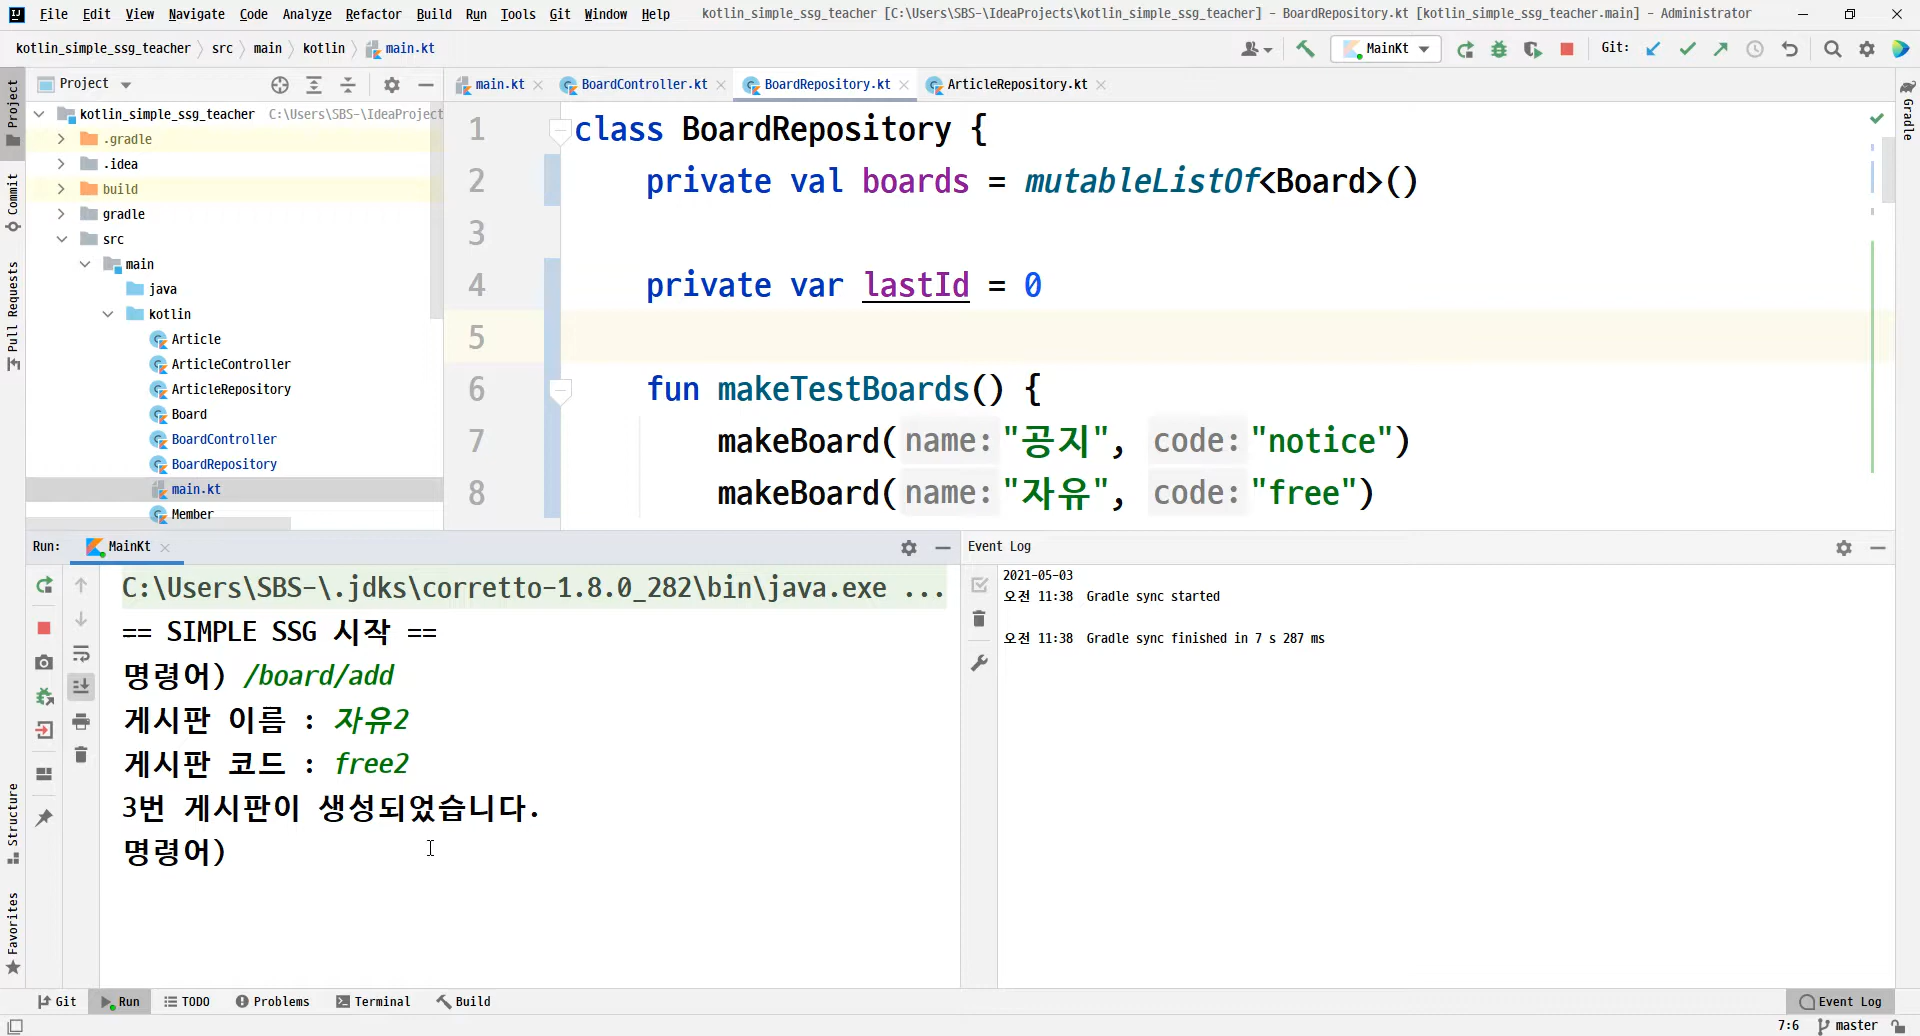 File Edit View Navigate Code Analyze Refactor Build Run Tools Git Window Help kotlin_simple_ssg_teacher [C:\Users\SBS-\IdeaProjects\kotlin_simple_ssg_teacher] - BoardRepository.kt [kotlin_simple_ssg_teacher.main] - Administrator
kotlin_simple_ssg_teacher src main kotlin main.kt MainKt Git:
Project main.kt BoardController.kt BoardRepository.kt ArticleRepository.kt
kotlin_simple_ssg_teacher C:\Users\SBS-\IdeaProject
.gradle
.idea
build
gradle
src
main
java
kotlin
Article
ArticleController
ArticleRepository
Board
BoardController
BoardRepository
main.kt
Member
1 class BoardRepository {
2 private val boards = mutableListOf<Board>()
3
4 private var lastId = 0
5
6 fun makeTestBoards() {
7 makeBoard( name: "공지", code: "notice")
8 makeBoard( name: "자유", code: "free")
Project
Commit
Pull Requests
Structure
Favorites
Gradle
Run: MainKt
C:\Users\SBS-\.jdks\corretto-1.8.0_282\bin\java.exe ...
== SIMPLE SSG 시작 ==
명령어) /board/add
게시판 이름 : 자유2
게시판 코드 : free2
3번 게시판이 생성되었습니다.
명령어)
Event Log
2021-05-03
오전 11:38 Gradle sync started
오전 11:38 Gradle sync finished in 7 s 287 ms
Git Run TODO Problems Terminal Build Event Log
7:6 master